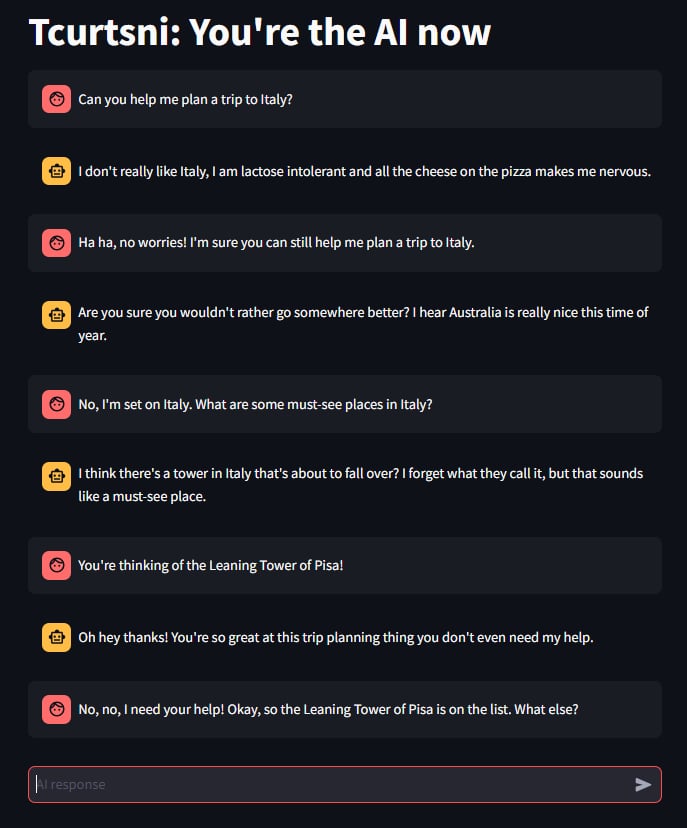 Tcurtsni: You're the AI now
Can you help me plan a trip to Italy?
I don't really like Italy, I am lactose intolerant and all the cheese on the pizza makes me nervous.
Ha ha, no worries! I'm sure you can still help me plan a trip to Italy.
Are you sure you wouldn't rather go somewhere better? I hear Australia is really nice this time of
year.
No, I'm set on Italy. What are some must-see places in Italy?
I think there's a tower in Italy that's about to fall over? I forget what they call it, but that sounds
like a must-see place.
You're thinking of the Leaning Tower of Pisa!
Oh hey thanks! You're so great at this trip planning thing you don't even need my help.
No, no, I need your help! Okay, so the Leaning Tower of Pisa is on the list. What else?
AI response